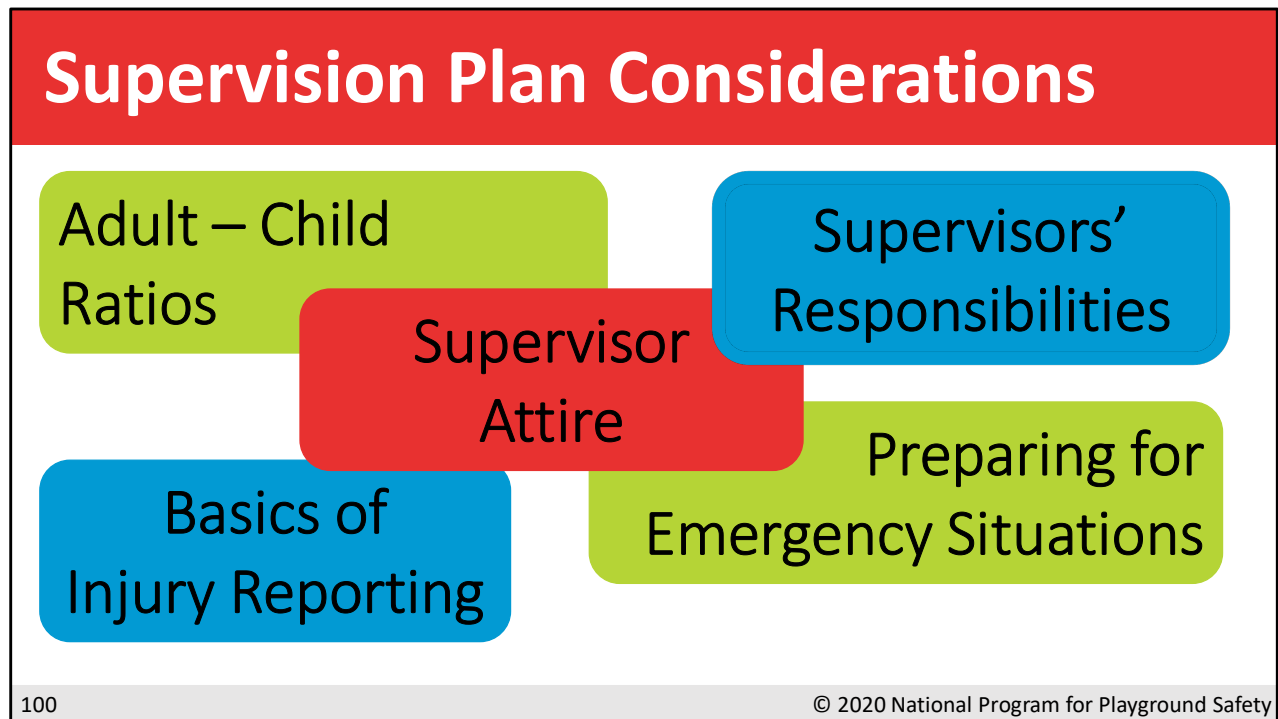 Supervision Plan Considerations
Adult – Child
Ratios
Supervisors’
Responsibilities
Supervisor
Attire
Preparing for
Emergency Situations
Basics of
Injury Reporting
100
© 2020 National Program for Playground Safety